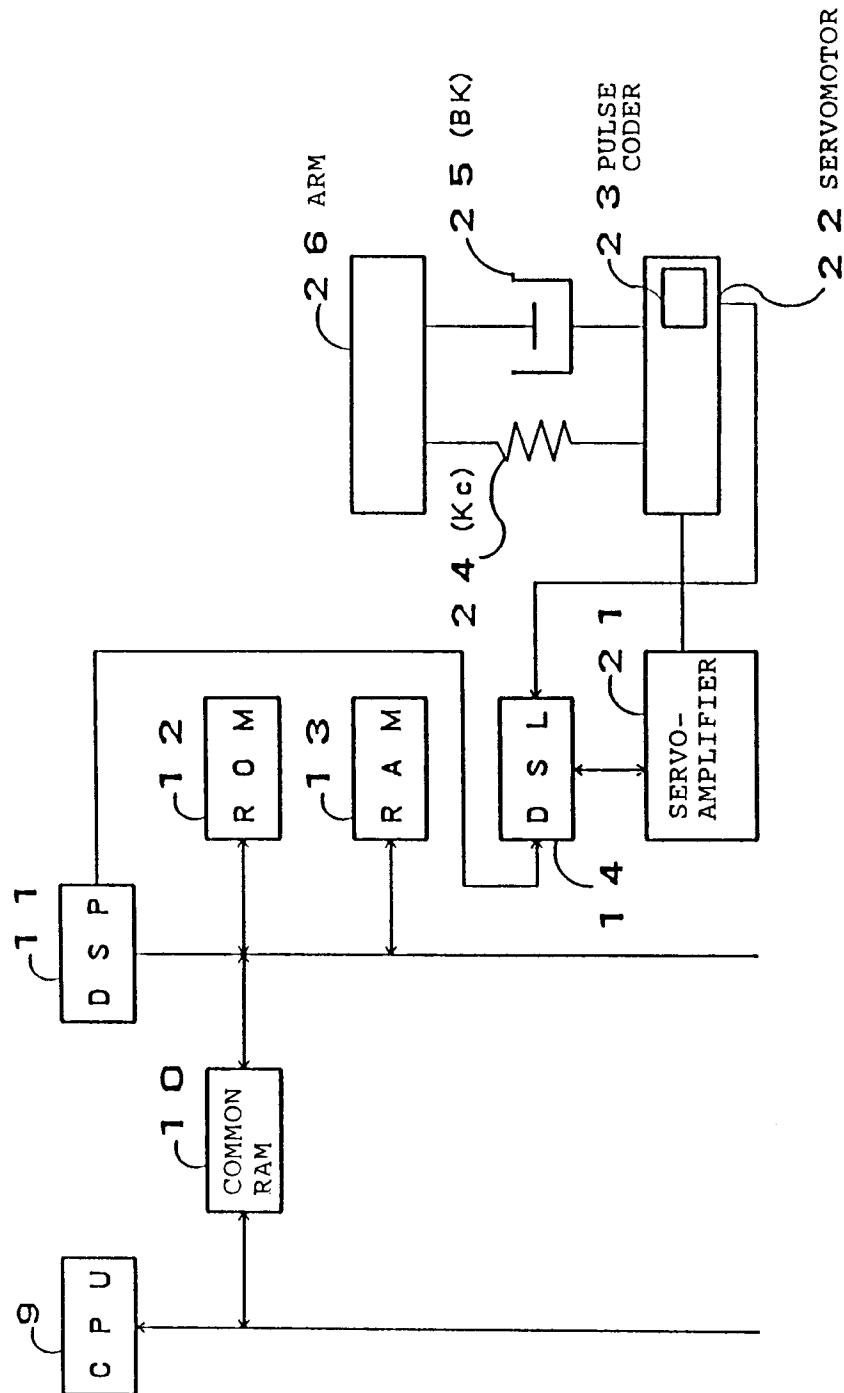 9
CPU
10
COMMON
RAM
11
DSP
12
ROM
13
RAM
14
DSL
21
SERVO-
AMPLIFIER
24 (Kc)
25 (BK)
26 ARM
23 PULSE
CODER
22 SERVOMOTOR